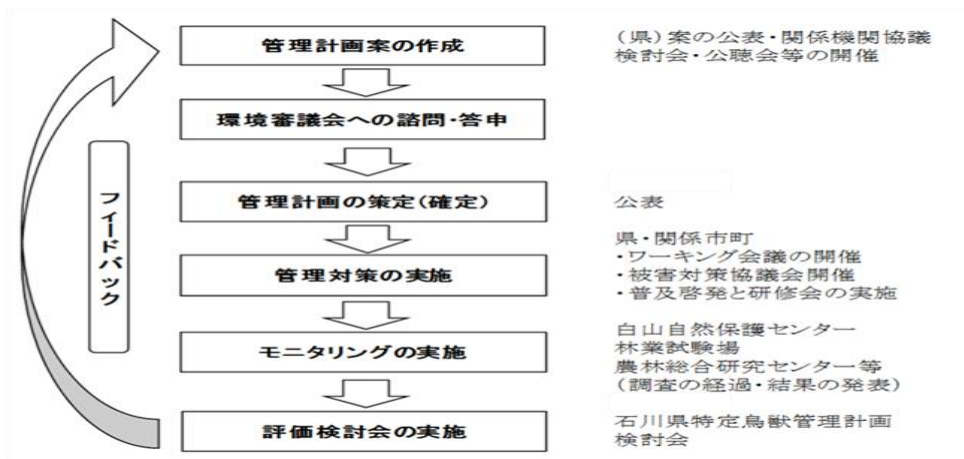 管理計画案の作成
(県)案の公表・関係機関協議
検討会・公聴会等の開催
環境審議会への諮問・答申
管理計画の策定(確定)
公表
管理対策の実施
県・関係市町
・ワーキング会議の開催
・被害対策協議会開催
・普及啓発と研修会の実施
モニタリングの実施
白山自然保護センター
林業試験場
農林総合研究センター等
(調査の経過・結果の発表)
評価検討会の実施
石川県特定鳥獣管理計画
検討会
フイードバック